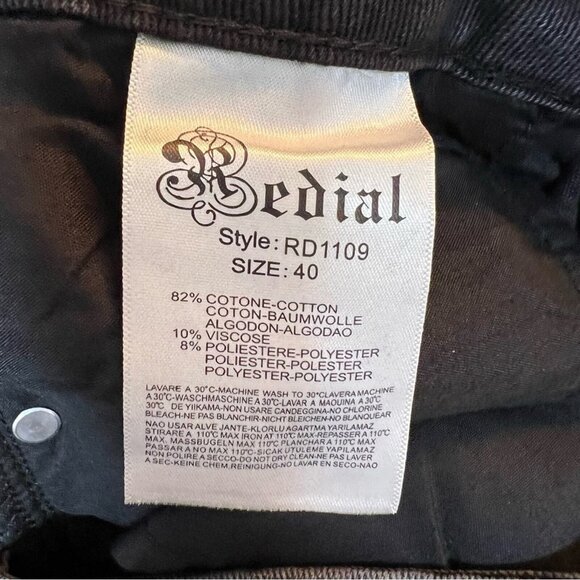 Redial
Style: RD1109
SIZE: 40
82% COTONE-COTTON
COTON-BAUMWOLLE
ALGODON-ALGODAO
10% VISCOSE
8% POLIESTERE-POLYESTER
POLIESTER-POLESTER
POLYESTER-POLYESTER
LAVARE A 30°C-MACHINE WASH TO 30°CLAVERA MACHINE
A 30°C-WASCHMASCHINE A 30°C-LAVAR A MAOUINA A 30°C
30°C DE YIIKAMA-NON USARE CANDEGGINA-NO CHLORINE
BLEACH-NE PAS BLANCHIR-NICHT BLEICHEN-NO BLANQUEAR
NAO USAR ALVE JANTE-KLORLU AGARTMA YARILAMAZ
STIRARE A 110°C MAX IRON AT 110°C MAX-REPASSER A 110°C
MAX. MASSBUGELN MAX 110°C PLANCHAR A 110°C MAX
PASSAR A NO MAX 110°C-SICAK UTULEME YAPILAMAZ
NON POLIRE A SECCO-DO NOT DRY CLEAN-NE PAS LAVER
A SEC-KEINE CHEM.REINIGUNG-NO LAVAR EN SECO-NAO